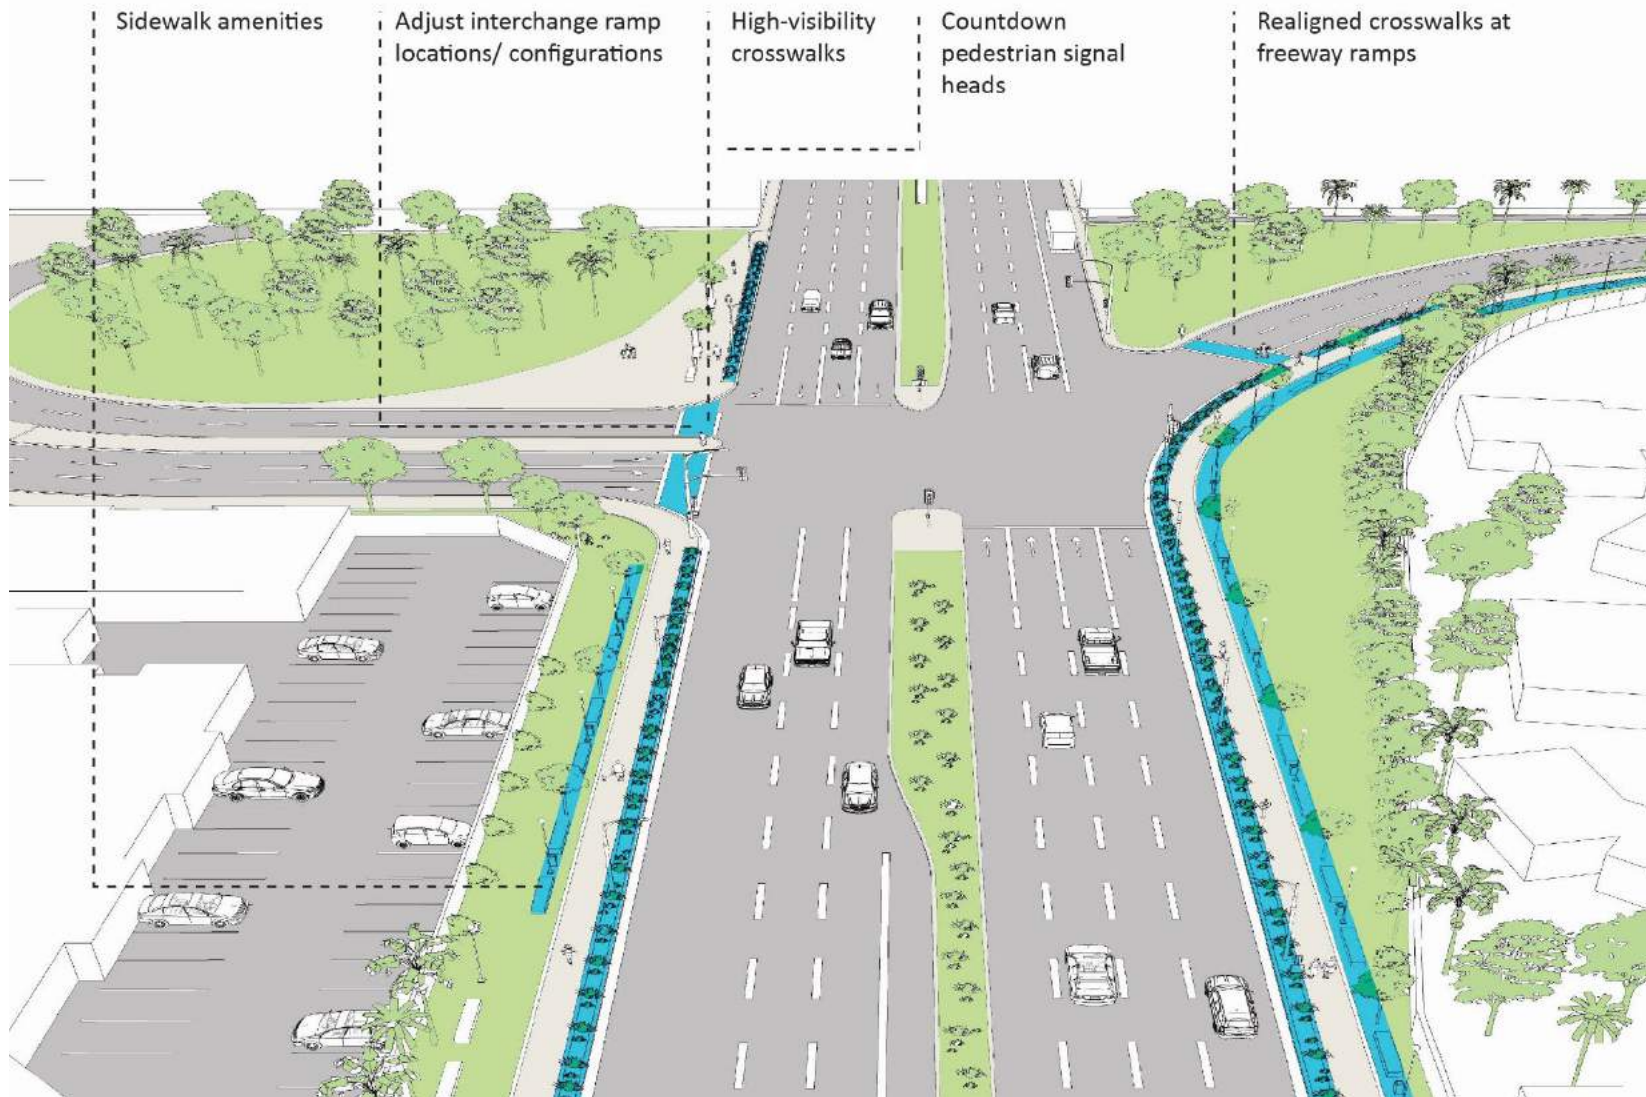 Sidewalk amenities
Adjust interchange ramp
locations/ configurations
High-visibility
crosswalks
Countdown
pedestrian signal
heads
Realigned crosswalks at
freeway ramps